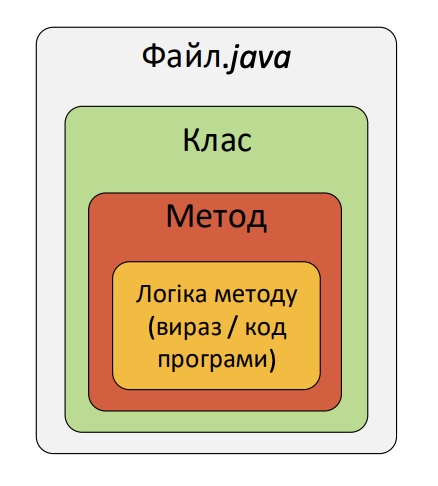 Файл.java
Клас
Метод
Логіка методу
(вираз / код
програми)